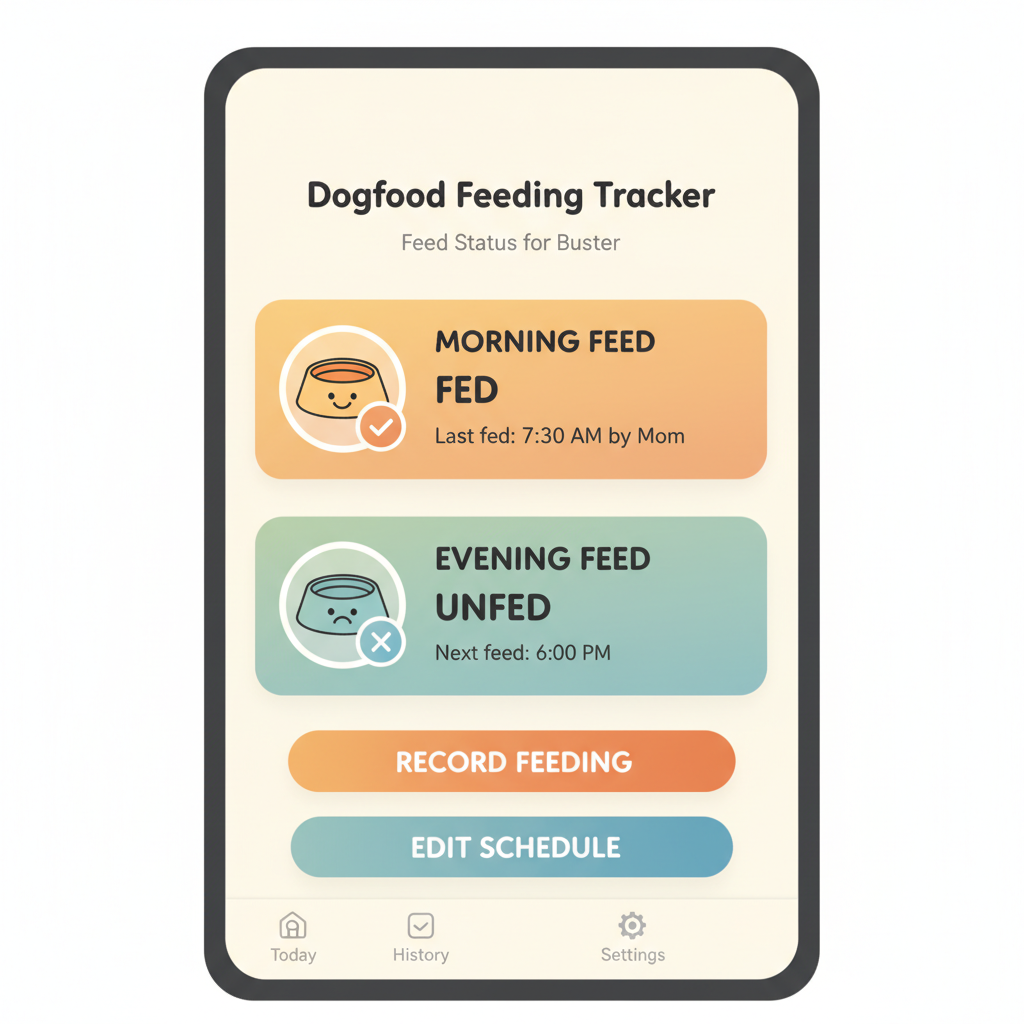 Dogfood Feeding Tracker
Feed Status for Buster
MORNING FEED
FED
Last fed: 7:30 AM by Mom
EVENING FEED
UNFED
Next feed: 6:00 PM
RECORD FEEDING
EDIT SCHEDULE
Today
History
Settings